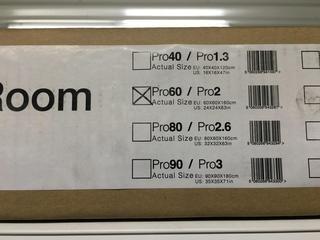 Room
Pro40 / Pro1.3
Actual Size EU: 40X40X120cm
US: 16X16X47in
Pro60 / Pro2
Actual Size EU: 60X60X160cm
US: 24X24X63in
Pro80 / Pro2.6
Actual Size EU: 80X80X160cm
US: 32X32X63in
Pro90 / Pro3
Actual Size EU: 90X90X180cm
US: 35X35X71in